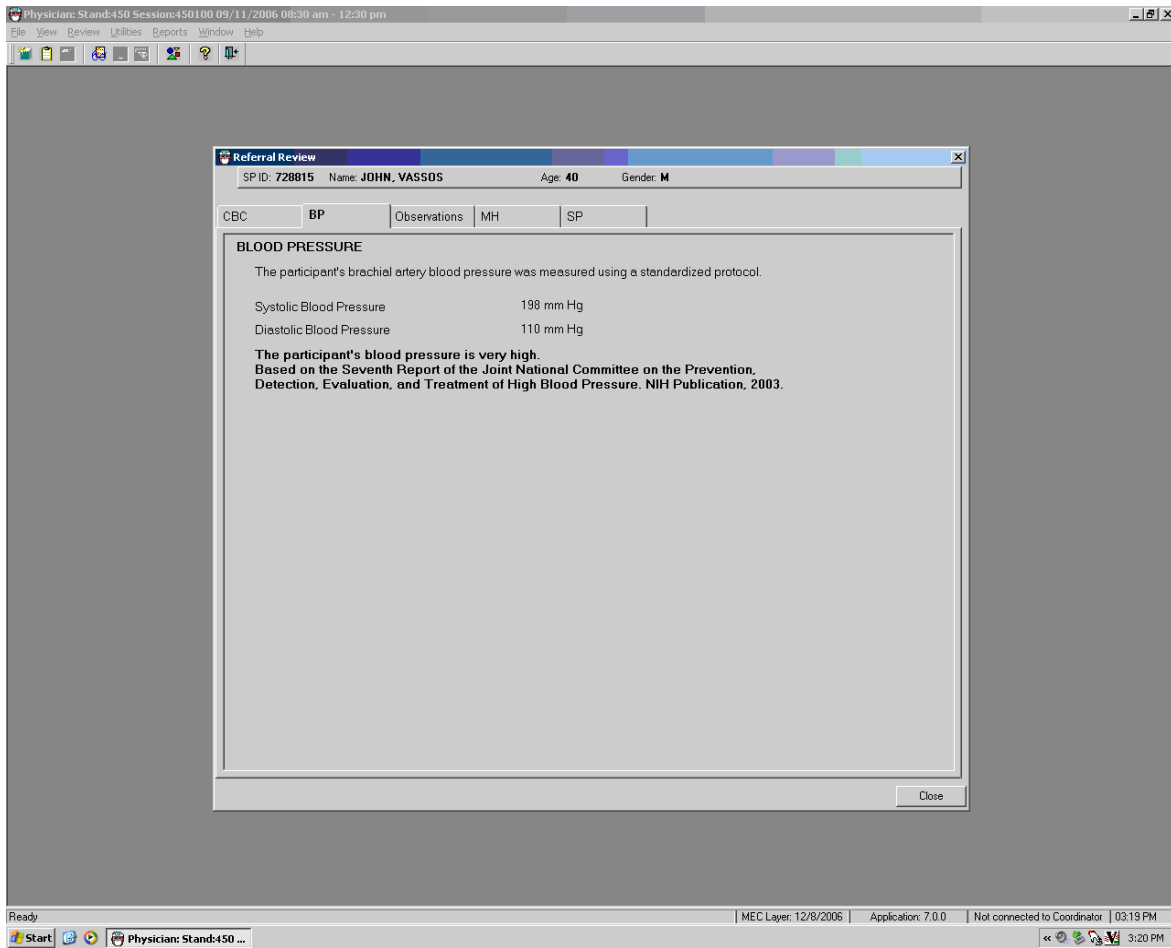 Physician: Stand:450 Session:450100 09/11/2006 08:30 am - 12:30 pm
File View Review Utilities Reports Window Help
Referral Review
SP ID: 728815 Name: JOHN, VASSOS Age: 40 Gender: M
CBC BP Observations MH SP
BLOOD PRESSURE
The participant's brachial artery blood pressure was measured using a standardized protocol.
Systolic Blood Pressure 198 mm Hg
Diastolic Blood Pressure 110 mm Hg
The participant's blood pressure is very high.
Based on the Seventh Report of the Joint National Committee on the Prevention,
Detection, Evaluation, and Treatment of High Blood Pressure. NIH Publication, 2003.
Close
Ready MEC Layer: 12/8/2006 Application: 7.0.0 Not connected to Coordinator 03:19 PM
Start Physician: Stand:450 ... 3:20 PM